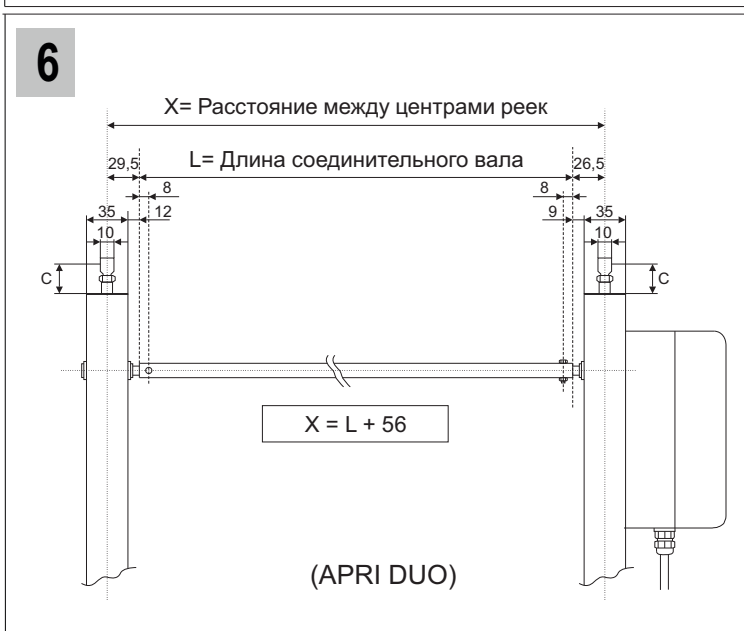 6
X= Расстояние между центрами реек
29,5 L= Длина соединительного вала 26,5
8 8
35 12 9 35
10 10
C C
X = L + 56
(APRI DUO)